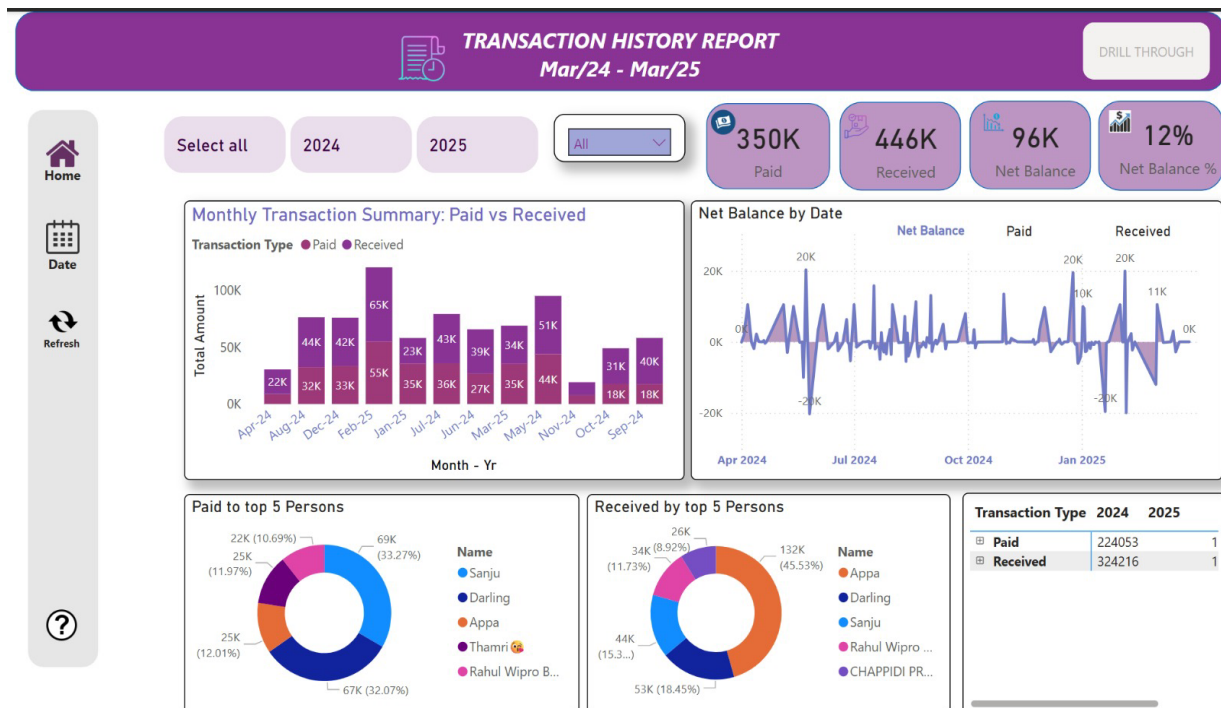 TRANSACTION HISTORY REPORT
Mar/24 - Mar/25
DRILL THROUGH
Home
Date
Refresh
Select all
2024
2025
All
350K
Paid
446K
Received
96K
Net Balance
12%
Net Balance %
Monthly Transaction Summary: Paid vs Received
Transaction Type Paid Received
Total Amount
100K
50K
0K
22K
44K
32K
42K
33K
65K
55K
23K
35K
43K
36K
39K
27K
34K
35K
51K
44K
31K
18K
40K
18K
Apr-24
Aug-24
Dec-24
Feb-25
Jan-25
Jul-24
Jun-24
Mar-25
May-24
Nov-24
Oct-24
Sep-24
Month - Yr
Net Balance by Date
Net Balance Paid Received
20K
0K
-20K
0K
20K
-20K
20K
10K
-20K
20K
11K
0K
Apr 2024
Jul 2024
Oct 2024
Jan 2025
Paid to top 5 Persons
69K
(33.27%)
67K (32.07%)
25K
(12.01%)
25K
(11.97%)
22K (10.69%)
Name
Sanju
Darling
Appa
Thamri 😘
Rahul Wipro B...
Received by top 5 Persons
132K
(45.53%)
53K (18.45%)
44K
(15.3...)
34K
(11.73%)
26K
(8.92%)
Name
Appa
Darling
Sanju
Rahul Wipro ...
CHAPPIDI PR...
Transaction Type 2024 2025
Paid 224053 1
Received 324216 1
?